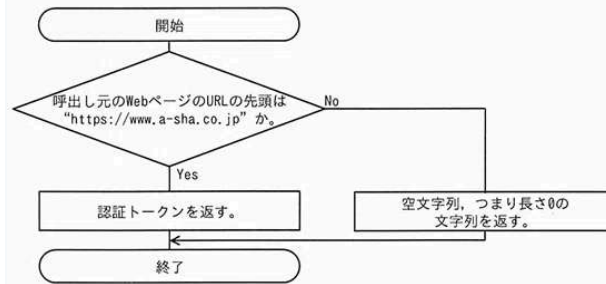 開始
呼出し元のWebページのURLの先頭は
“https://www.a-sha.co.jp”か。
No
Yes
認証トークンを返す。
空文字列，つまり長さ0の
文字列を返す。
終了